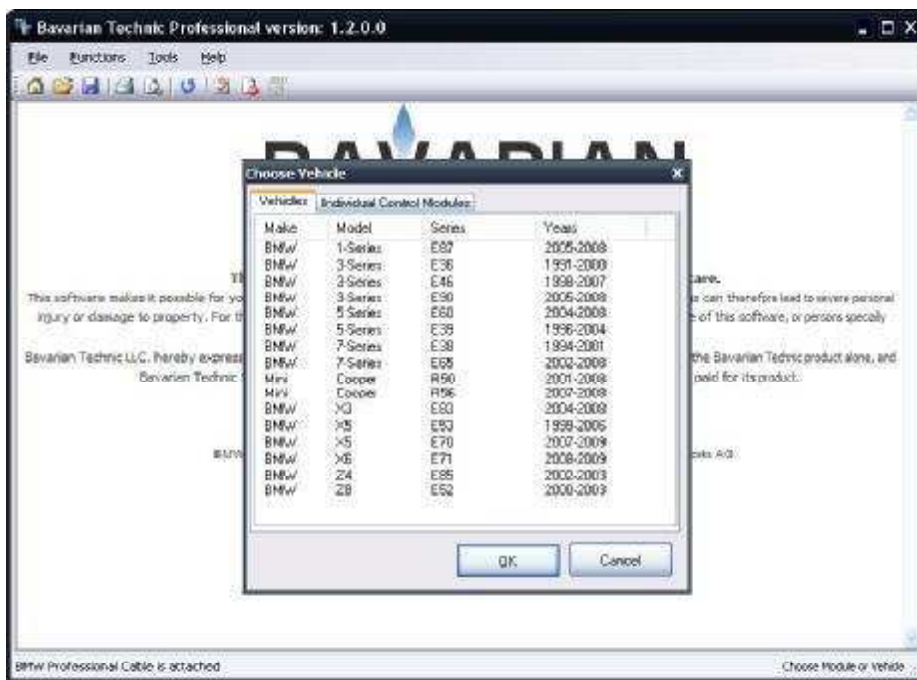 Bavarian Technic Professional version: 1.2.0.0
File Functions Tools Help
BAVARIAN
Choose Vehicle
Vehicles Individual Control Modules
Make Model Series Years
BMW 1-Series E87 2005-2008
BMW 3-Series E36 1991-2000
BMW 3-Series E46 1998-2007
BMW 3-Series E90 2005-2008
BMW 5-Series E60 2004-2008
BMW 5-Series E39 1996-2004
BMW 7-Series E38 1994-2001
BMW 7-Series E65 2002-2008
Mini Cooper R50 2001-2008
Mini Cooper R56 2007-2008
BMW X3 E83 2004-2008
BMW X5 E53 1999-2006
BMW X5 E70 2007-2009
BMW X6 E71 2008-2009
BMW Z4 E85 2002-2003
BMW Z8 E52 2000-2003
This software makes it possible for yo can therefore lead to severe personal
injury or damage to property. For th e of this software, or persons specially
Bavarian Technic LLC. hereby express the Bavarian Technic product alone, and
Bavarian Technic paid for its product.
OK Cancel
BMW Professional Cable is attached Choose Module or Vehicle